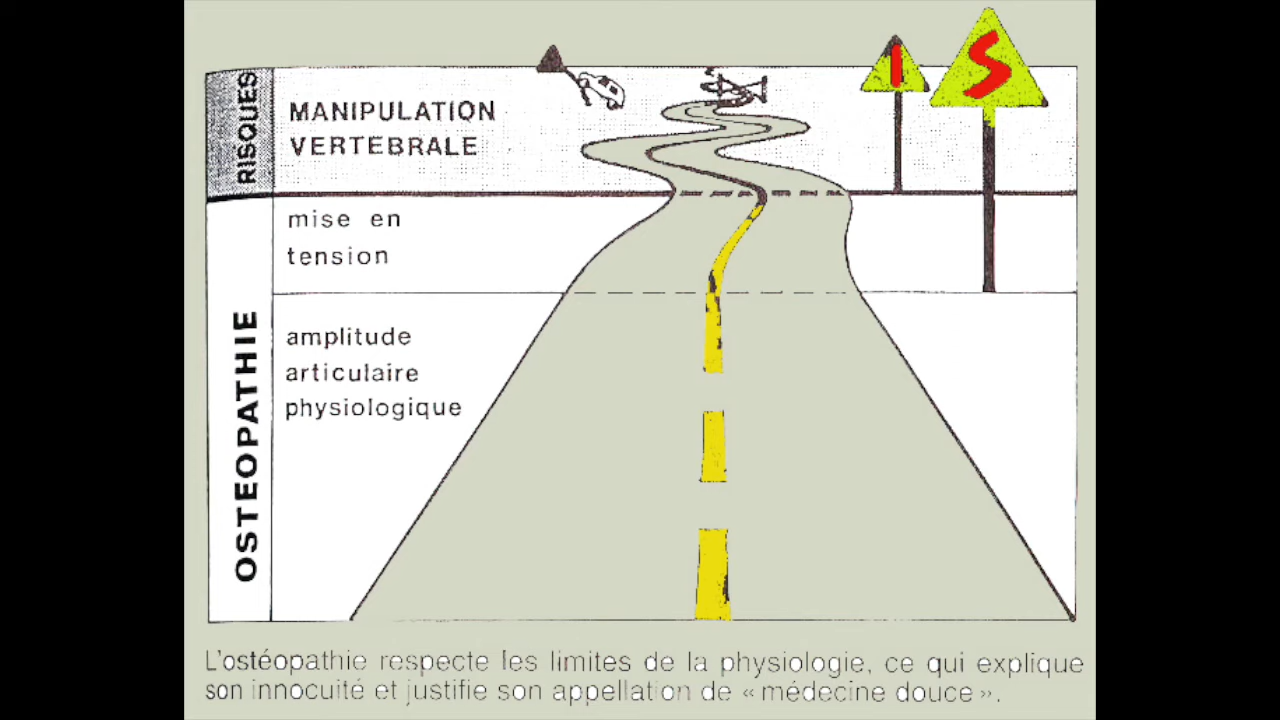 RISQUES
MANIPULATION
VERTEBRALE
mise en
tension
OSTEOPATHIE
amplitude
articulaire
physiologique
L'ostéopathie respecte les limites de la physiologie, ce qui explique
son innocuité et justifie son appellation de « médecine douce ».